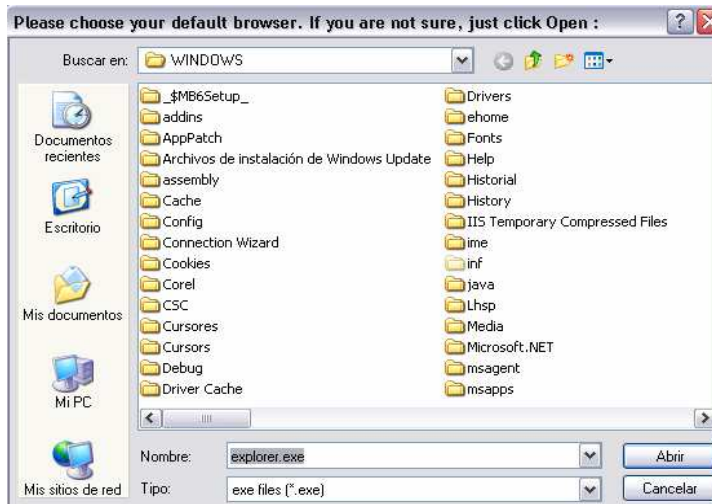 Please choose your default browser. If you are not sure, just click Open :
Buscar en: WINDOWS
Documentos recientes
Escritorio
Mis documentos
Mi PC
Mis sitios de red
_$MB6Setup_
addins
AppPatch
Archivos de instalación de Windows Update
assembly
Cache
Config
Connection Wizard
Cookies
Corel
CSC
Cursores
Cursors
Debug
Driver Cache
Drivers
ehome
Fonts
Help
Historial
History
IIS Temporary Compressed Files
ime
inf
java
Lhsp
Media
Microsoft.NET
msagent
msapps
Nombre: explorer.exe Abrir
Tipo: exe files (*.exe) Cancelar